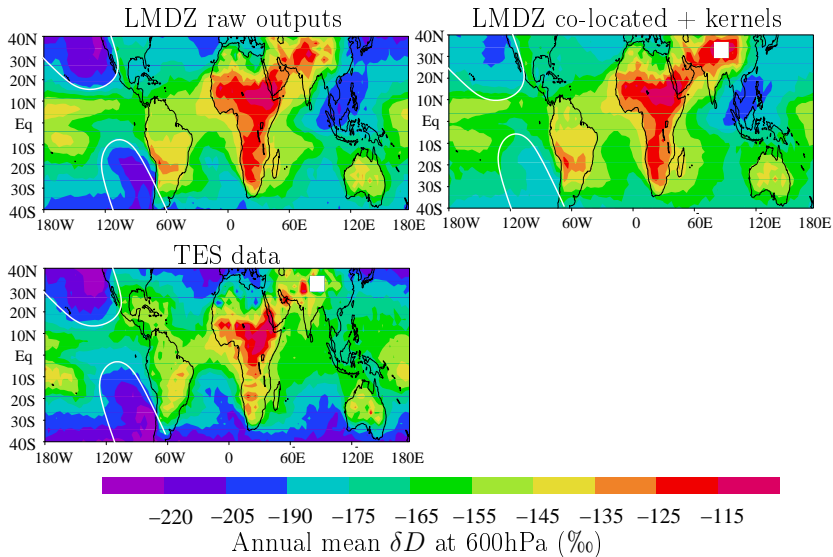 LMDZ raw outputs
LMDZ co-located + kernels
40N
30N
20N
10N
Eq
10S
20S
30S
40S
180W 120W 60W 0 60E 120E 180E
40N
30N
20N
10N
Eq
10S
20S
30S
40S
180W 120W 60W 0 60E 120E 180E
TES data
40N
30N
20N
10N
Eq
10S
20S
30S
40S
180W 120W 60W 0 60E 120E 180E
−220 −205 −190 −175 −165 −155 −145 −135 −125 −115
Annual mean δD at 600hPa (‰)